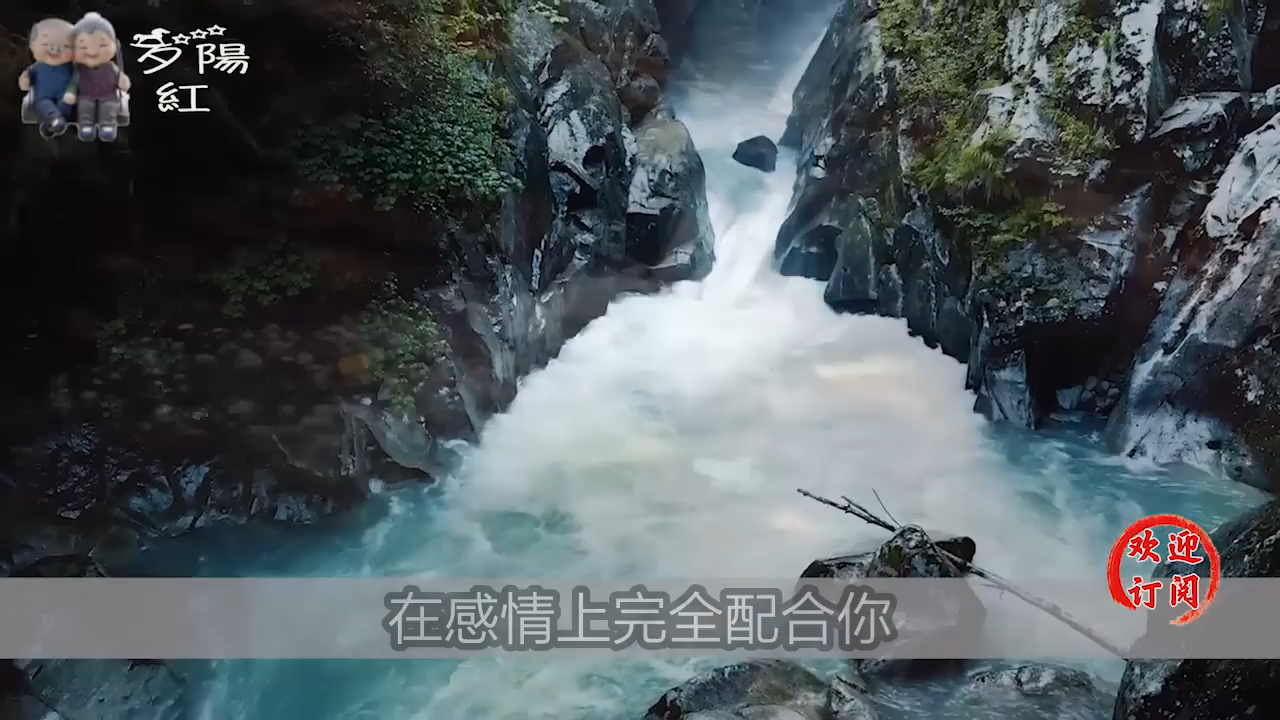 夕陽
紅
在感情上完全配合你
欢迎
订阅